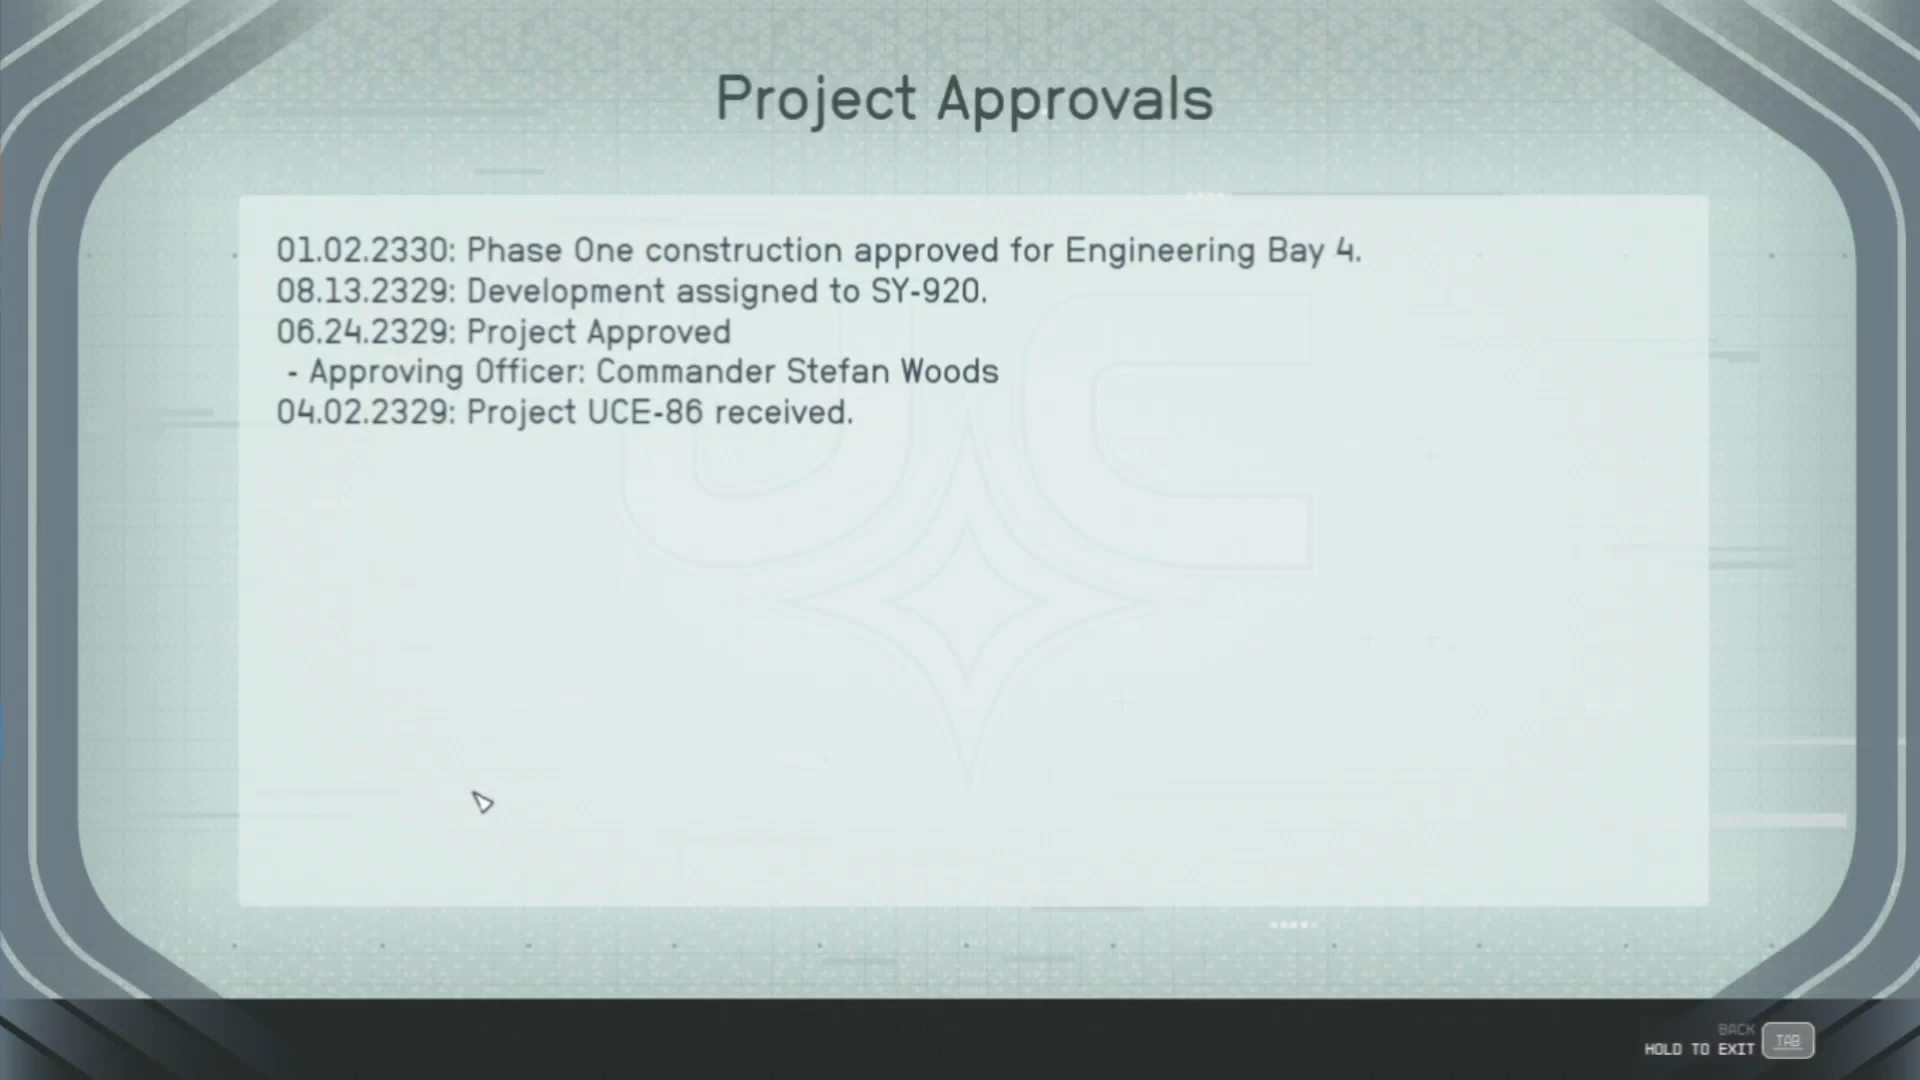 Project Approvals
01.02.2330: Phase One construction approved for Engineering Bay 4.
08.13.2329: Development assigned to SY-920.
06.24.2329: Project Approved
- Approving Officer: Commander Stefan Woods
04.02.2329: Project UCE-86 received.
UC
BACK
HOLD TO EXIT TAB